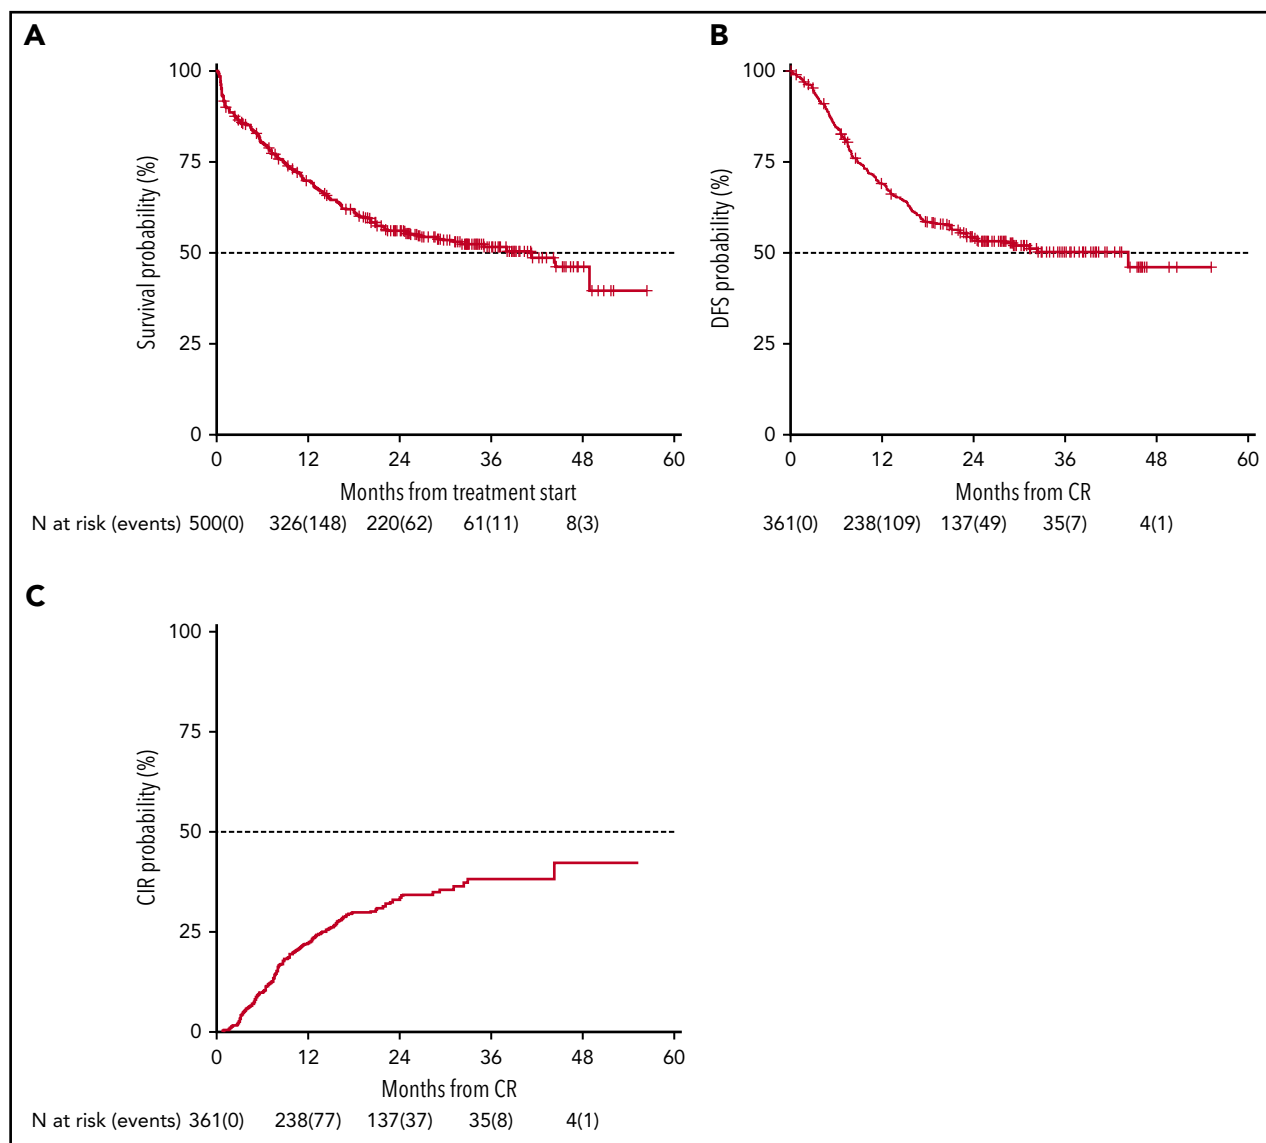 A
Survival probability (%)
100
75
50
25
0
0 12 24 36 48 60
Months from treatment start
N at risk (events) 500(0) 326(148) 220(62) 61(11) 8(3)
B
DFS probability (%)
100
75
50
25
0
0 12 24 36 48 60
Months from CR
361(0) 238(109) 137(49) 35(7) 4(1)
C
CIR probability (%)
100
75
50
25
0
0 12 24 36 48 60
Months from CR
N at risk (events) 361(0) 238(77) 137(37) 35(8) 4(1)